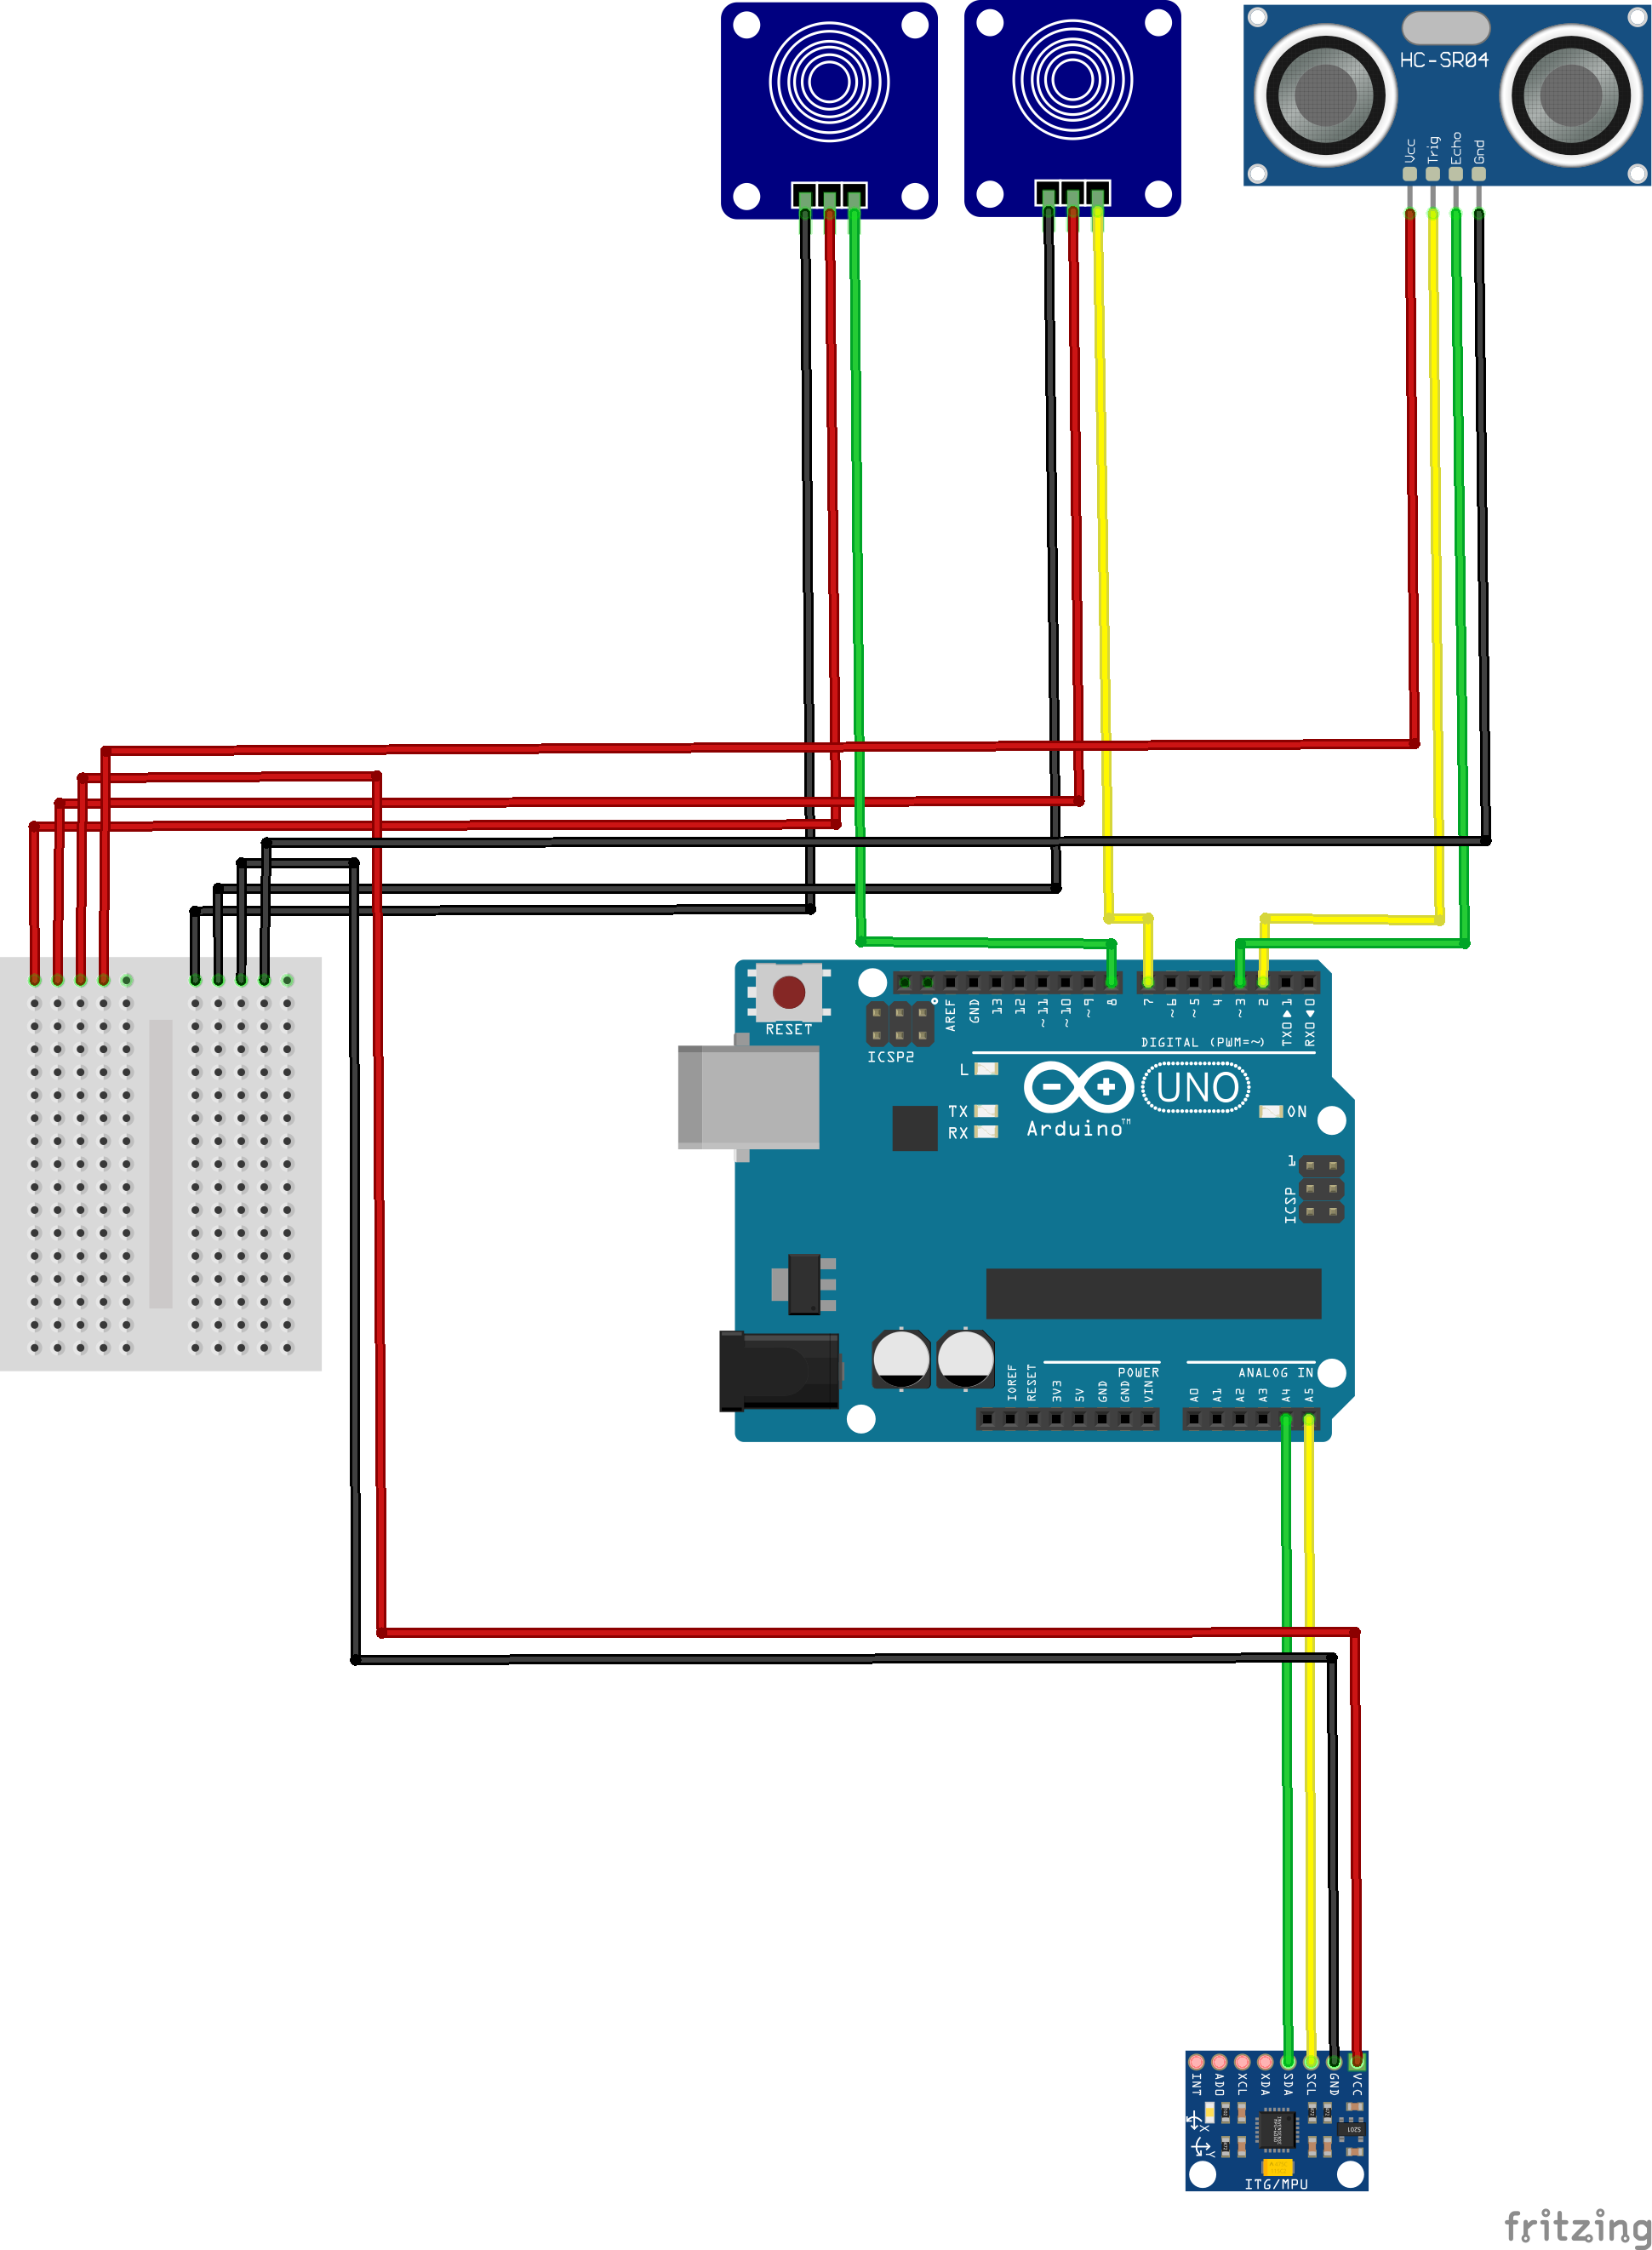 HC-SR04
Vcc
Trig
Echo
Gnd
RESET
ICSP2
AREF
GND
13
12
~11
~10
~9
8
7
~6
~5
4
~3
2
TX0▶1
RX0◀0
DIGITAL (PWM=~)
L
TX
RX
UNO
Arduino™
ON
1
ICSP
IOREF
RESET
3V3
5V
GND
GND
VIN
POWER
ANALOG IN
A0
A1
A2
A3
A4
A5
INT
AD0
XCL
XDA
SDA
SCL
GND
VCC
X
Y
5201
ITG/MPU
fritzing